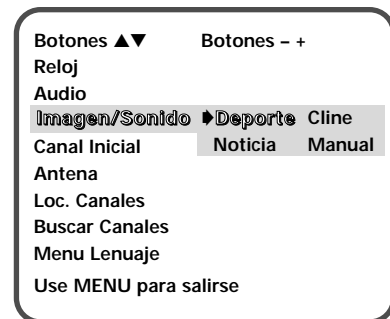 Botones ▲▼ Botones – +
Reloj
Audio
Imagen/Sonido ➧Deporte Cline
Canal Inicial Noticia Manual
Antena
Loc. Canales
Buscar Canales
Menu Lenuaje
Use MENU para salirse